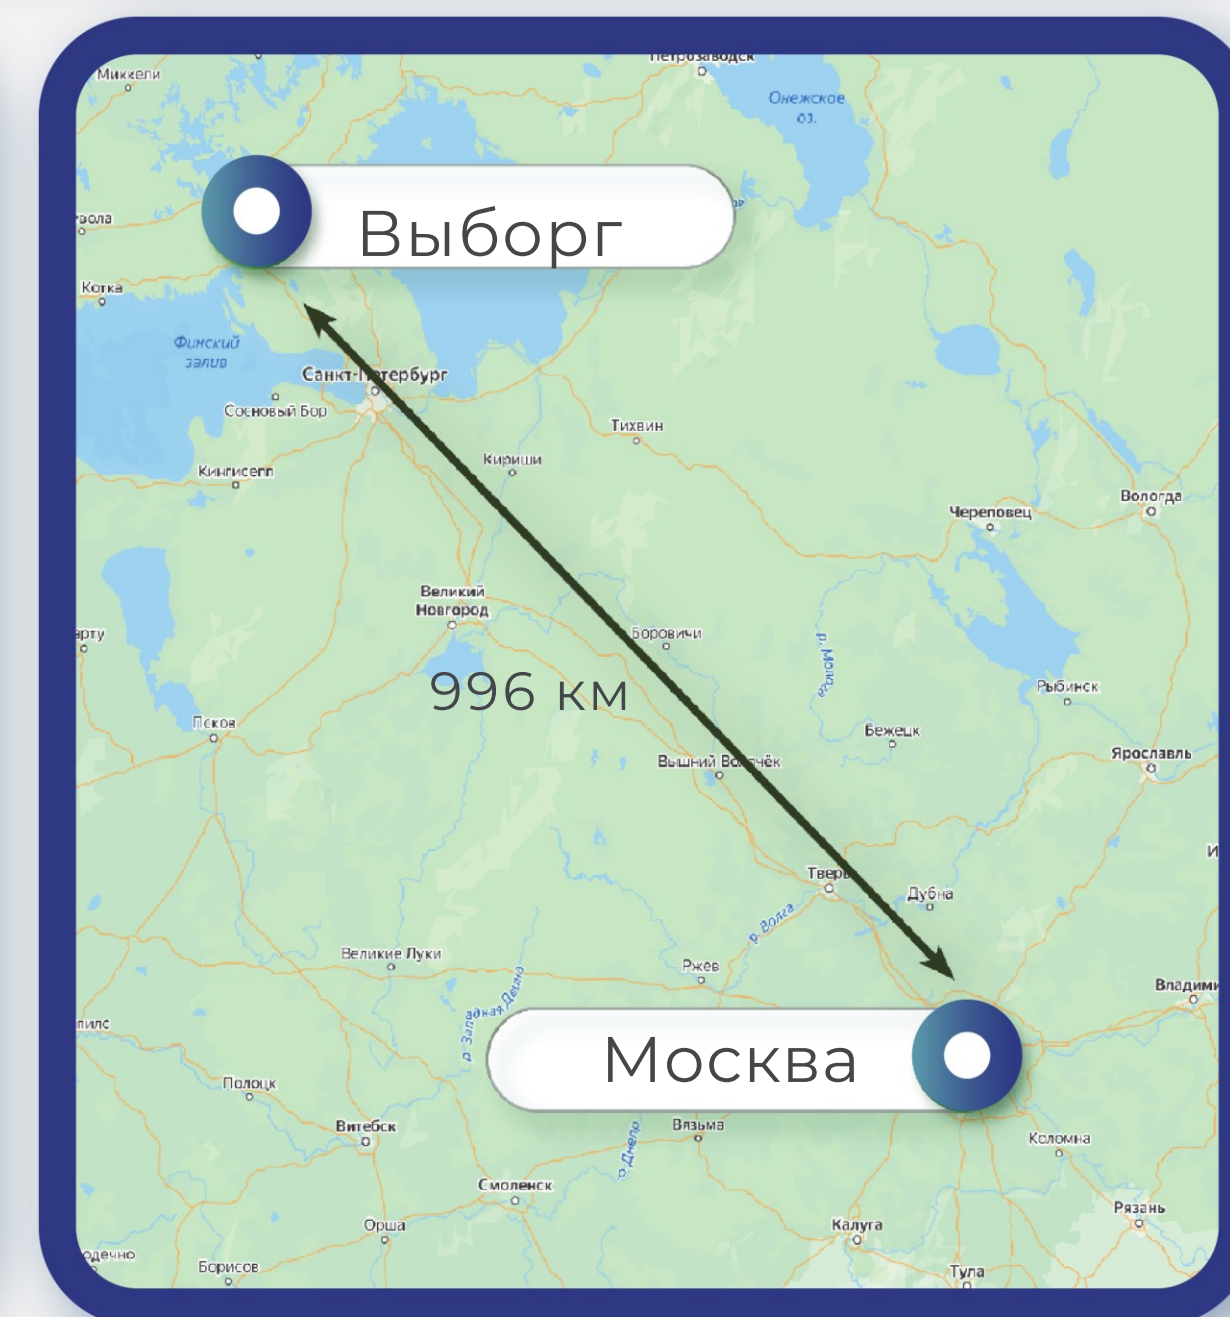 Петрозаводск
Миккели
Онежское
оз.
Выборг
Котка
Финский
залив
Санкт-Петербург
Сосновый Бор
Тихвин
Кириши
Кингисепп
Вологда
Череповец
Великий
Новгород
Боровичи
р. Молога
996 км
Рыбинск
Псков
Бежецк
Ярославль
Вышний Волочёк
Тверь
Дубна
р. Волга
Великие Луки
Ржев
р. Западная Двина
Москва
Полоцк
Витебск
Вязьма
р. Днепр
Коломна
Смоленск
Рязань
Орша
Калуга
Борисов
Тула